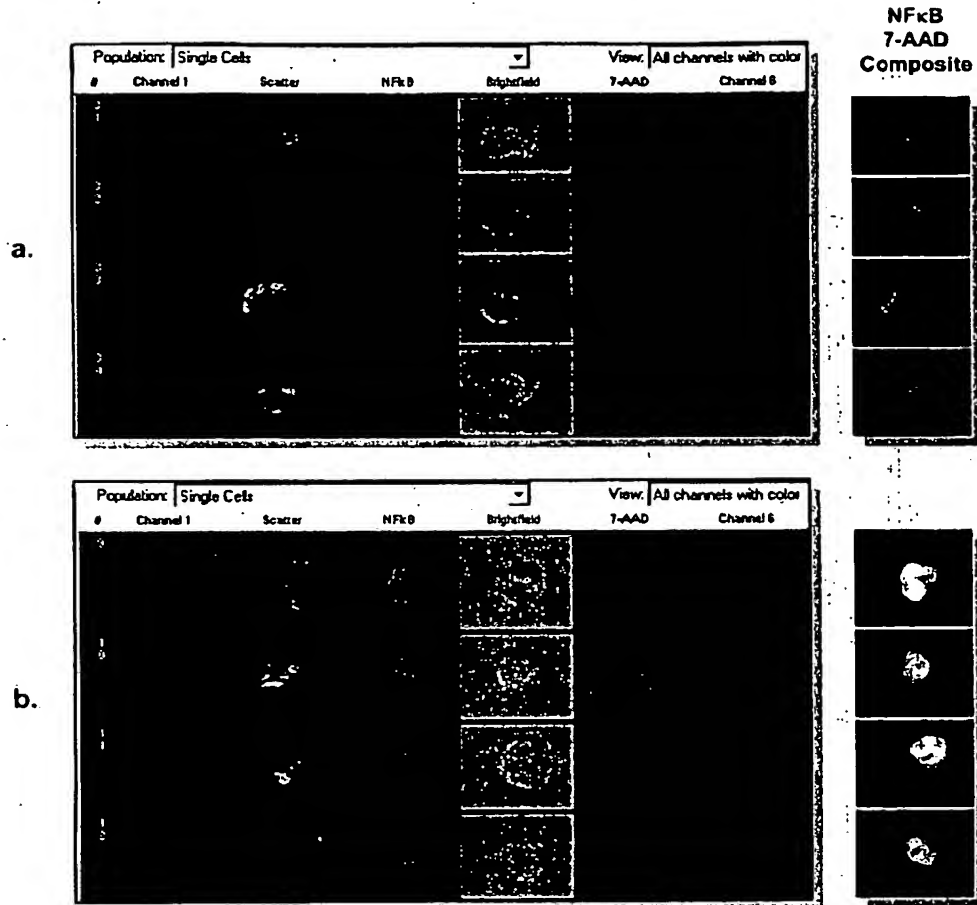 NFκB
7-AAD
Composite
Population: Single Cells View: All channels with color
# Channel 1 Scatter NFκB Brightfield 7-AAD Channel 6
a.
Population: Single Cells View: All channels with color
# Channel 1 Scatter NFκB Brightfield 7-AAD Channel 6
b.